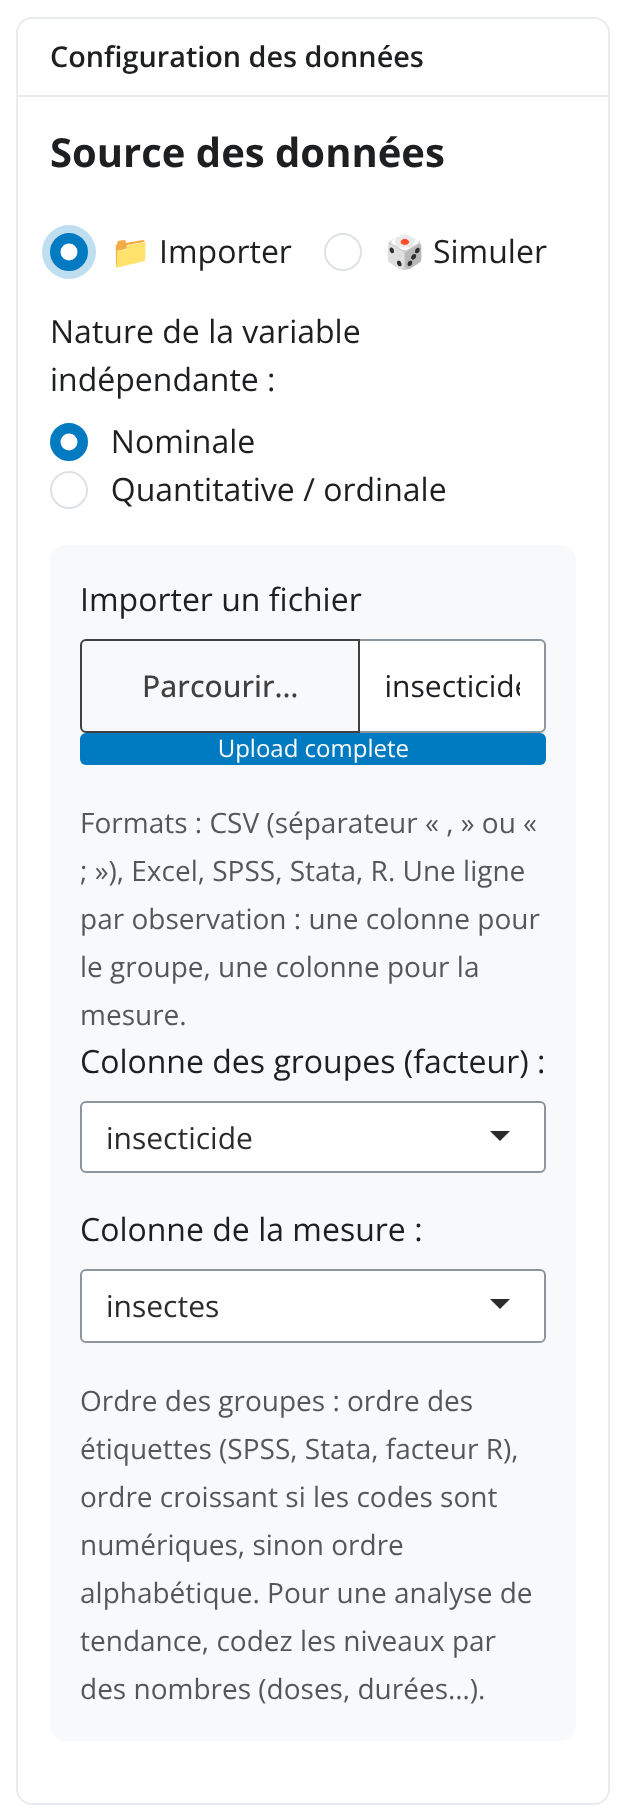 Configuration des données
Source des données
Importer
Simuler
Nature de la variable
indépendante :
Nominale
Quantitative / ordinale
Importer un fichier
Parcourir...
insecticide
Upload complete
Formats : CSV (séparateur « , » ou «
; »), Excel, SPSS, Stata, R. Une ligne
par observation : une colonne pour
le groupe, une colonne pour la
mesure.
Colonne des groupes (facteur) :
insecticide
Colonne de la mesure :
insectes
Ordre des groupes : ordre des
étiquettes (SPSS, Stata, facteur R),
ordre croissant si les codes sont
numériques, sinon ordre
alphabétique. Pour une analyse de
tendance, codez les niveaux par
des nombres (doses, durées...).